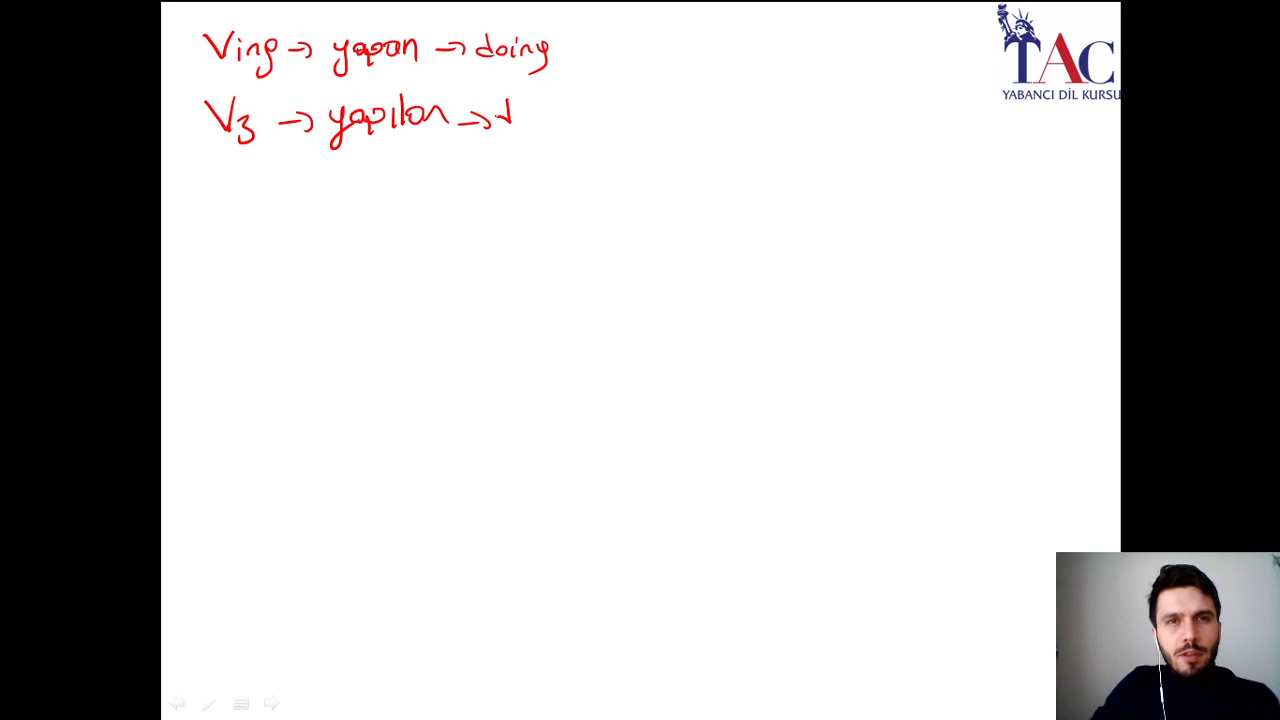 Ving → yapan → doing
V3 → yapılan → d
TAC
YABANCI DİL KURSU